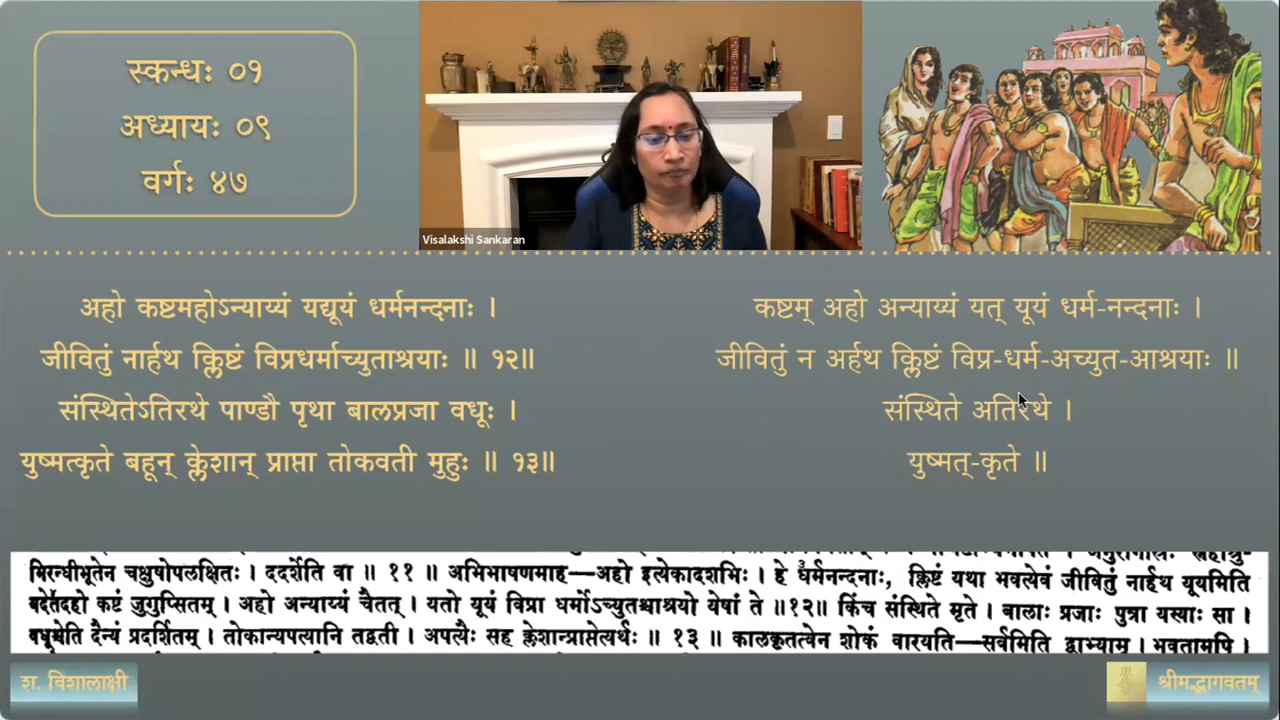 स्कन्धः ०१
अध्यायः ०९
वर्गः ४७
Visalakshi Sankaran
अहो कष्टमहोऽन्याय्यं यद्यूयं धर्मनन्दनाः ।
जीवितुं नार्हथ क्लिष्टं विप्रधर्माच्युताश्रयाः ॥ १२॥
संस्थितेऽतिरथे पाण्डौ पृथा बालप्रजा वधूः ।
युष्मत्कृते बहून् क्लेशान् प्राप्ता तोकवती मुहुः ॥ १३॥
कष्टम् अहो अन्याय्यं यत् यूयं धर्म-नन्दनाः ।
जीवितुं न अर्हथ क्लिष्टं विप्र-धर्म-अच्युत-आश्रयाः ॥
संस्थिते अतिरथे ।
युष्मत्-कृते ॥
मिरन्धीभूतेन चक्षुषोपलक्षितः । ददर्शेति वा ॥ ११ ॥ अभिभाषणमाह—अहो इत्येकादशभिः । हे धर्मनन्दनाः, क्लिष्टं यथा भवत्येवं जीवितुं नार्हथ यूयमिति
यदेतदहो कष्टं जुगुप्सितम् । अहो अन्याय्यं चैतत् । यतो यूयं विप्रा धर्मोऽच्युतश्चाश्रयो येषां ते ॥१२॥ किंच संस्थिते मृते । बालाः प्रजाः पुत्रा यस्याः सा ।
वधूश्चेति दैन्यं प्रदर्शितम् । तोकान्यपत्यानि तद्वती । अपत्यैः सह क्लेशान्प्राप्तेत्यर्थः ॥ १३ ॥ कालकृतत्वेन शोकं वारयति—सर्वमिति द्वाभ्याम् । भवतामपि ।
श. विशालाक्षी
श्रीमद्भागवतम्